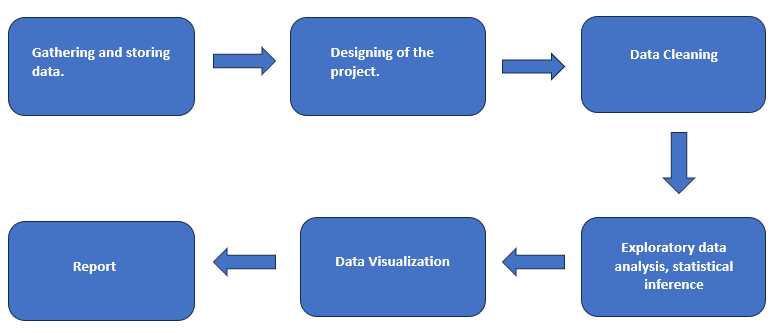 Gathering and storing
data.
Designing of the
project.
Data Cleaning
Exploratory data
analysis, statistical
inference
Data Visualization
Report